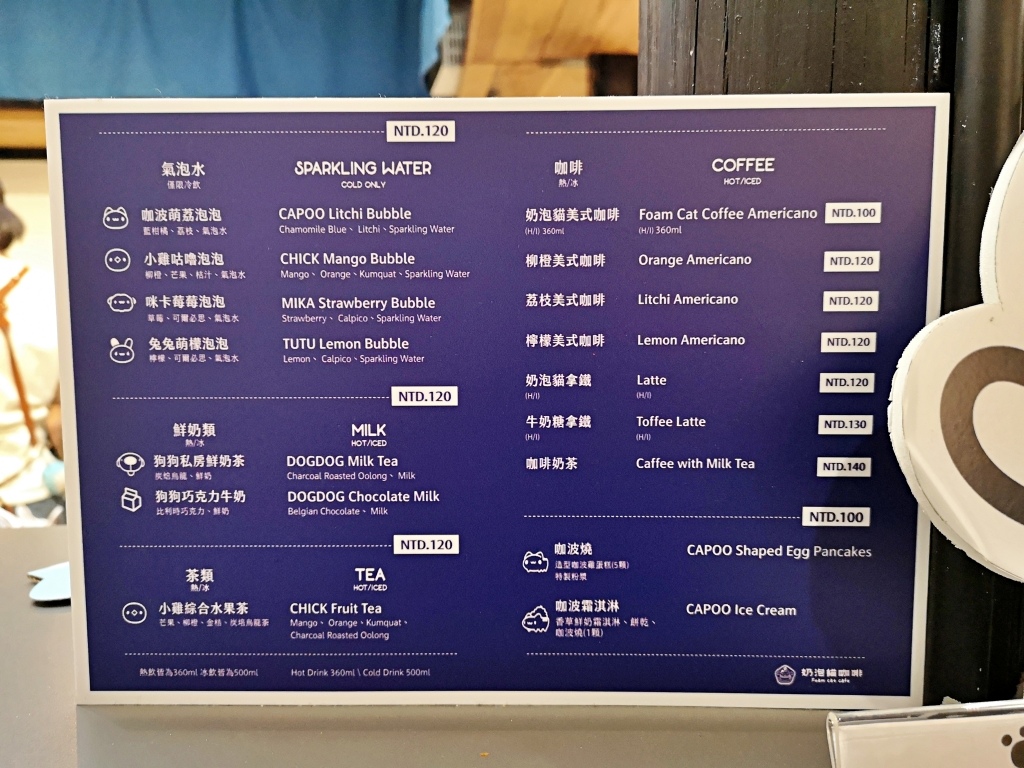 NTD.120
氣泡水 SPARKLING WATER
僅限冷飲 COLD ONLY
咖波萌荔泡泡 CAPOO Litchi Bubble
藍柑橘、荔枝、氣泡水 Chamomile Blue、Litchi、Sparkling Water
小雞咕嚕泡泡 CHICK Mango Bubble
柳橙、芒果、桔汁、氣泡水 Mango、Orange、Kumquat、Sparkling Water
咪卡莓莓泡泡 MIKA Strawberry Bubble
草莓、可爾必思、氣泡水 Strawberry、Calpico、Sparkling Water
兔兔萌檬泡泡 TUTU Lemon Bubble
檸檬、可爾必思、氣泡水 Lemon、Calpico、Sparkling Water
NTD.120
鮮奶類 MILK
熱/冰 HOT/ICED
狗狗私房鮮奶茶 DOGDOG Milk Tea
炭焙烏龍、鮮奶 Charcoal Roasted Oolong、Milk
狗狗巧克力牛奶 DOGDOG Chocolate Milk
比利時巧克力、鮮奶 Belgian Chocolate、Milk
NTD.120
茶類 TEA
熱/冰 HOT/ICED
小雞綜合水果茶 CHICK Fruit Tea
芒果、柳橙、金桔、炭焙烏龍茶 Mango、Orange、Kumquat、
Charcoal Roasted Oolong
熱飲皆為360ml 冰飲皆為500ml Hot Drink 360ml \ Cold Drink 500ml
咖啡 COFFEE
熱/冰 HOT/ICED
奶泡貓美式咖啡 Foam Cat Coffee Americano NTD.100
(H/I) 360ml (H/I) 360ml
柳橙美式咖啡 Orange Americano NTD.120
荔枝美式咖啡 Litchi Americano NTD.120
檸檬美式咖啡 Lemon Americano NTD.120
奶泡貓拿鐵 Latte NTD.120
(H/I) (H/I)
牛奶糖拿鐵 Toffee Latte NTD.130
(H/I) (H/I)
咖啡奶茶 Caffee with Milk Tea NTD.140
NTD.100
咖波燒 CAPOO Shaped Egg Pancakes
造型咖波雞蛋糕(5顆)
特製粉漿
咖波霜淇淋 CAPOO Ice Cream
香草鮮奶霜淇淋、餅乾、
咖波燒(1顆)
奶泡貓咖啡
Foam cat cafe